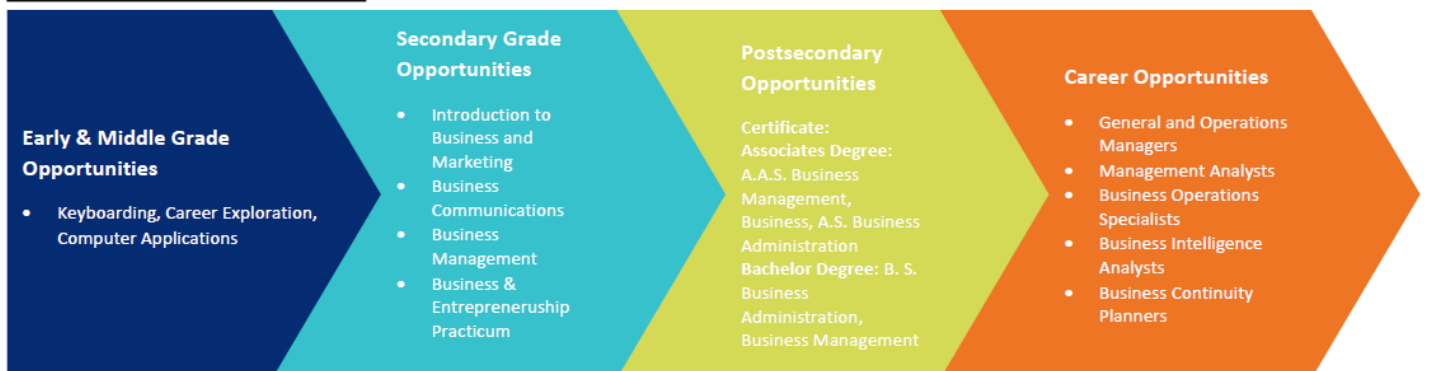 Early & Middle Grade
Opportunities
• Keyboarding, Career Exploration,
Computer Applications
Secondary Grade
Opportunities
• Introduction to
Business and
Marketing
• Business
Communications
• Business
Management
• Business &
Entrepreneruship
Practicum
Postsecondary
Opportunities
Certificate:
Associates Degree:
A.A.S. Business
Management,
Business, A.S. Business
Administration
Bachelor Degree: B. S.
Business
Administration,
Business Management
Career Opportunities
• General and Operations
Managers
• Management Analysts
• Business Operations
Specialists
• Business Intelligence
Analysts
• Business Continuity
Planners